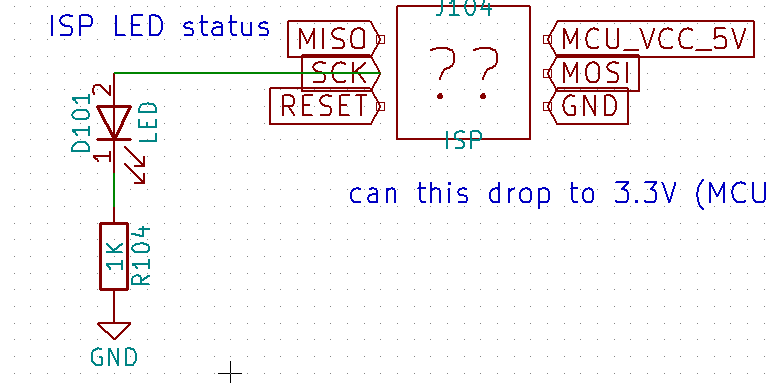 ISP LED status
J104
MISO
MCU_VCC_5V
SCK
??
MOSI
RESET
GND
ISP
2
D101
LED
1
can this drop to 3.3V (MCU
1K
R104
GND